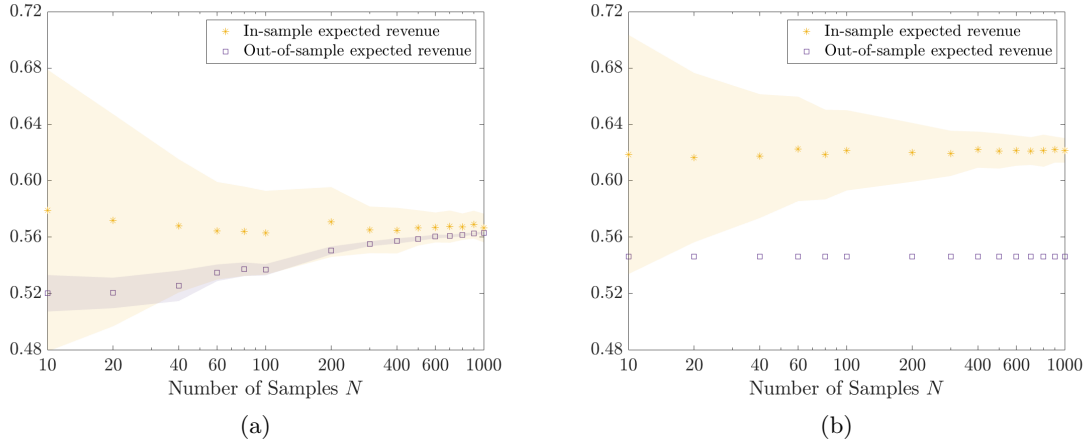 0.72
0.68
0.64
0.60
0.56
0.52
0.48
In-sample expected revenue
Out-of-sample expected revenue
10 20 40 60 100 200 400 600 1000
Number of Samples N
(a)
0.72
0.68
0.64
0.60
0.56
0.52
0.48
In-sample expected revenue
Out-of-sample expected revenue
10 20 40 60 100 200 400 600 1000
Number of Samples N
(b)